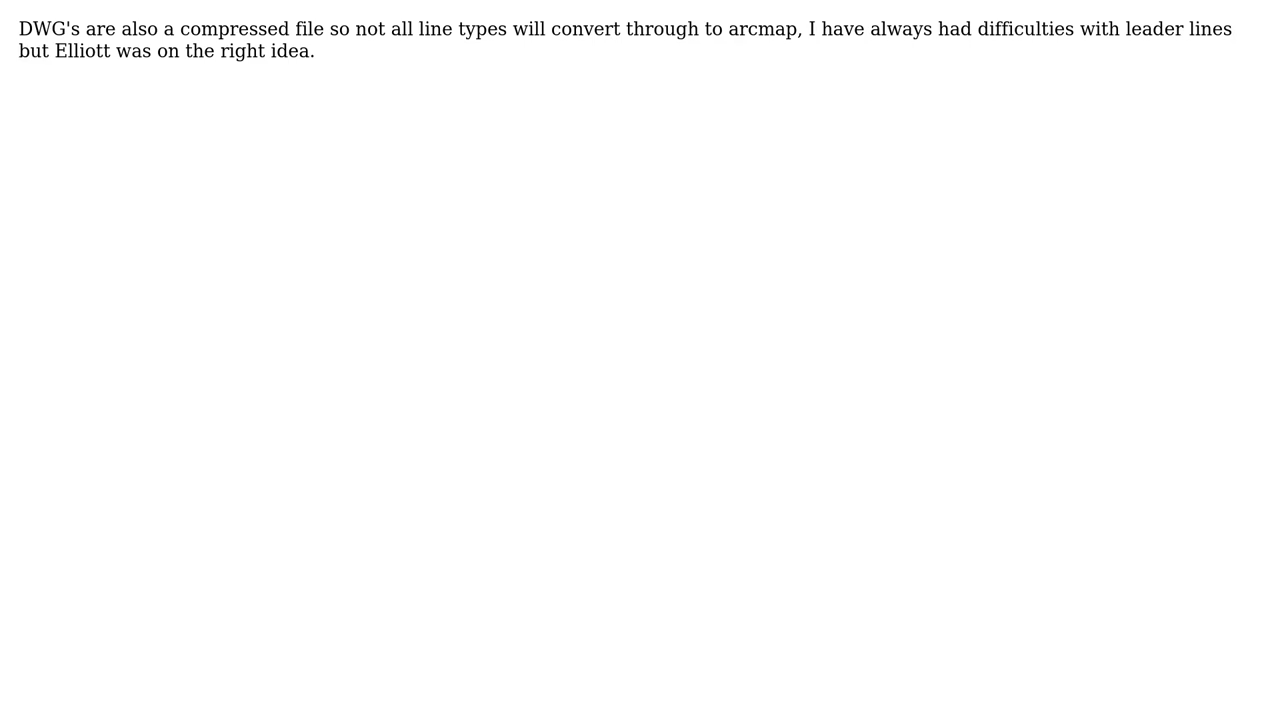 DWG's are also a compressed file so not all line types will convert through to arcmap, I have always had difficulties with leader lines
but Elliott was on the right idea.